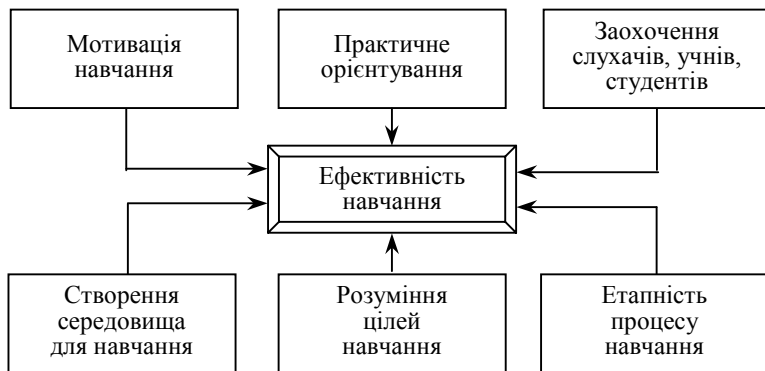 Мотивація
навчання
Практичне
орієнтування
Заохочення
слухачів, учнів,
студентів
Ефективність
навчання
Створення
середовища
для навчання
Розуміння
цілей
навчання
Етапність
процесу
навчання